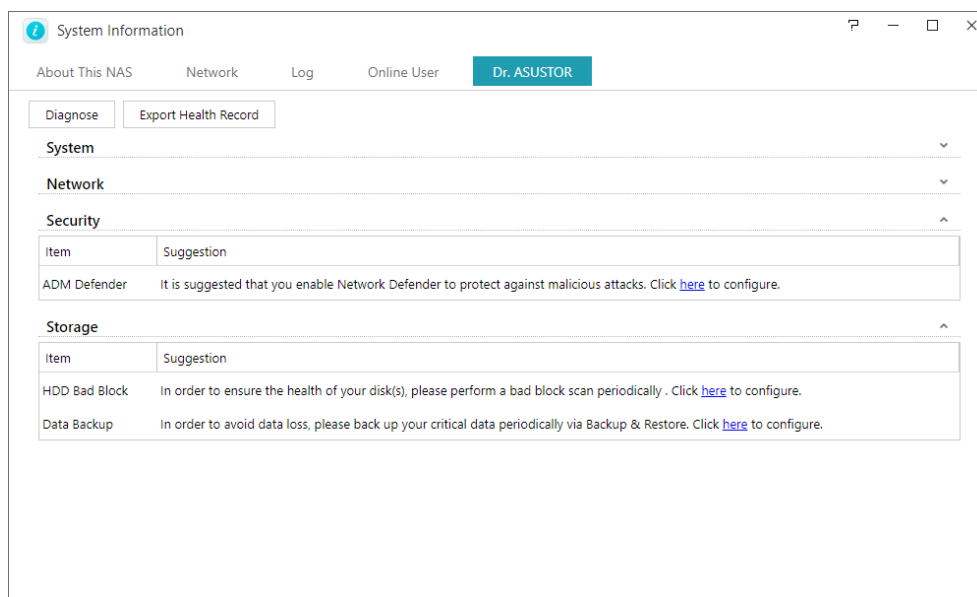 System Information
About This NAS Network Log Online User Dr. ASUSTOR
Diagnose Export Health Record
System
Network
Security
Item Suggestion
ADM Defender It is suggested that you enable Network Defender to protect against malicious attacks. Click here to configure.
Storage
Item Suggestion
HDD Bad Block In order to ensure the health of your disk(s), please perform a bad block scan periodically . Click here to configure.
Data Backup In order to avoid data loss, please back up your critical data periodically via Backup & Restore. Click here to configure.